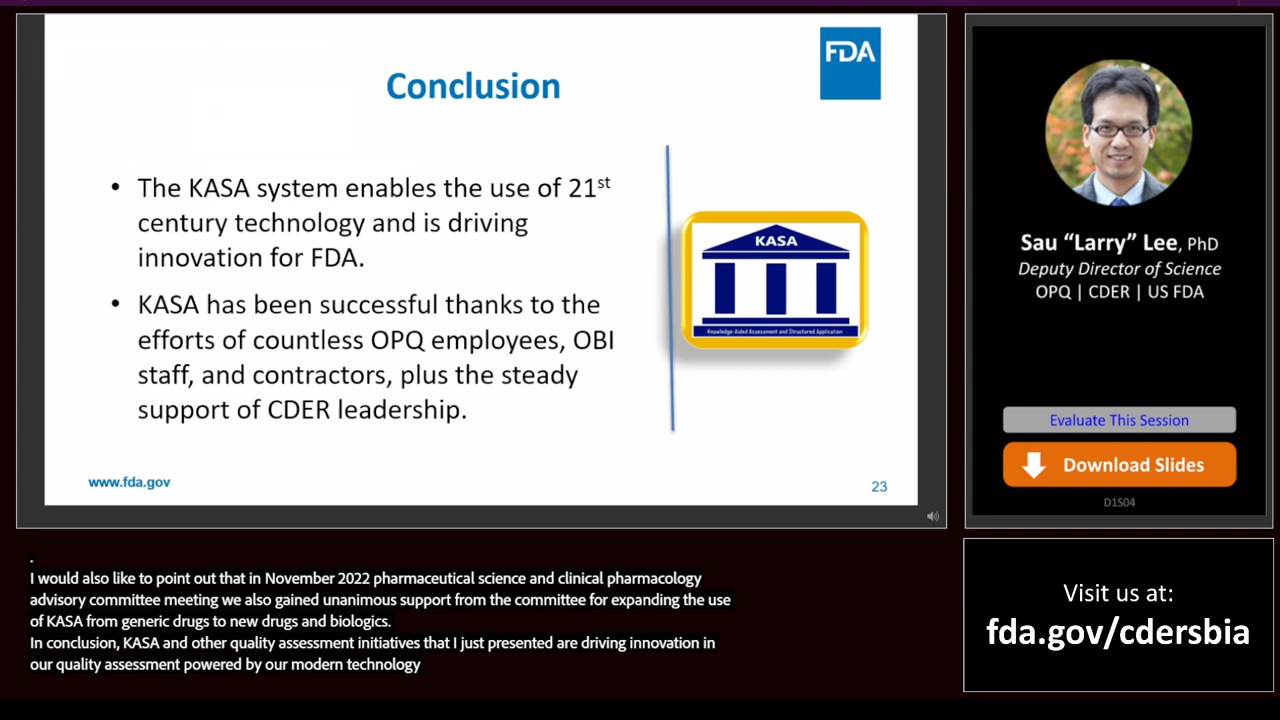 FDA
Conclusion
• The KASA system enables the use of 21st
century technology and is driving
innovation for FDA.
• KASA has been successful thanks to the
efforts of countless OPQ employees, OBI
staff, and contractors, plus the steady
support of CDER leadership.
KASA
Knowledge-Aided Assessment and Structured Application
www.fda.gov
23
Sau “Larry” Lee, PhD
Deputy Director of Science
OPQ | CDER | US FDA
Evaluate This Session
Download Slides
D1S04
.
I would also like to point out that in November 2022 pharmaceutical science and clinical pharmacology
advisory committee meeting we also gained unanimous support from the committee for expanding the use
of KASA from generic drugs to new drugs and biologics.
In conclusion, KASA and other quality assessment initiatives that I just presented are driving innovation in
our quality assessment powered by our modern technology
Visit us at:
fda.gov/cdersbia